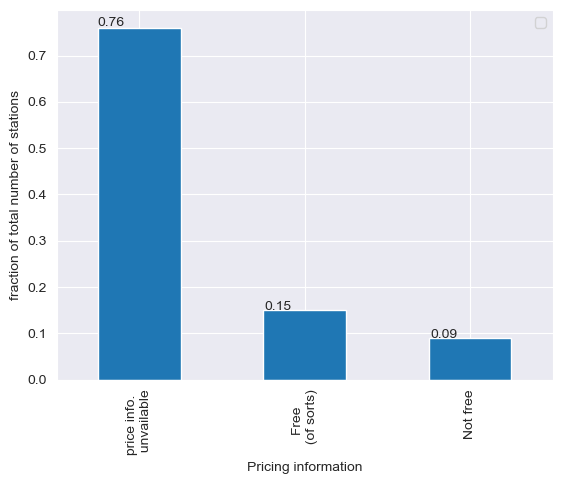 0.76
0.15
0.09
0.7
0.6
0.5
0.4
0.3
0.2
0.1
0.0
fraction of total number of stations
price info.
unvailable
Free
(of sorts)
Not free
Pricing information